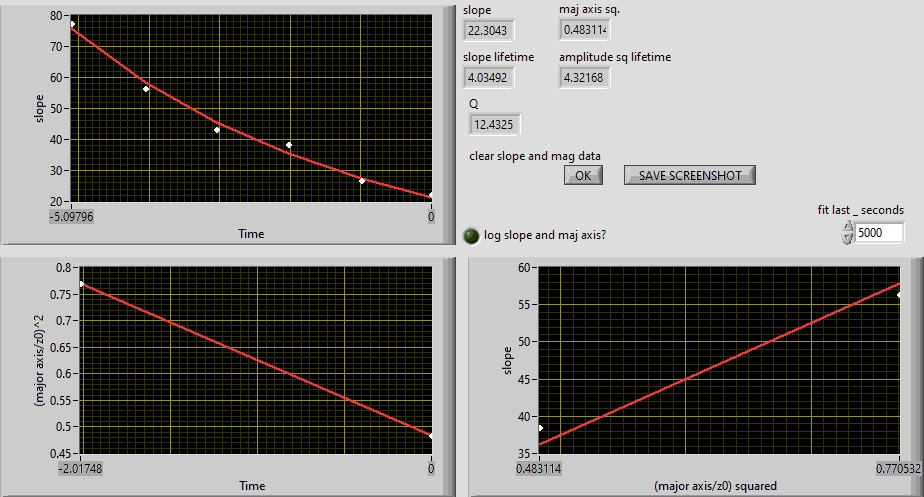 80
70
60
50
40
30
20
slope
-5.09796
0
Time
slope
22.3043
maj axis sq.
0.483114
slope lifetime
4.03492
amplitude sq lifetime
4.32168
Q
12.4325
clear slope and mag data
OK
SAVE SCREENSHOT
fit last _ seconds
5000
log slope and maj axis?
0.8
0.75
0.7
0.65
0.6
0.55
0.5
0.45
(major axis/z0)^2
-2.01748
0
Time
60
55
50
45
40
35
slope
0.483114
0.770532
(major axis/z0) squared